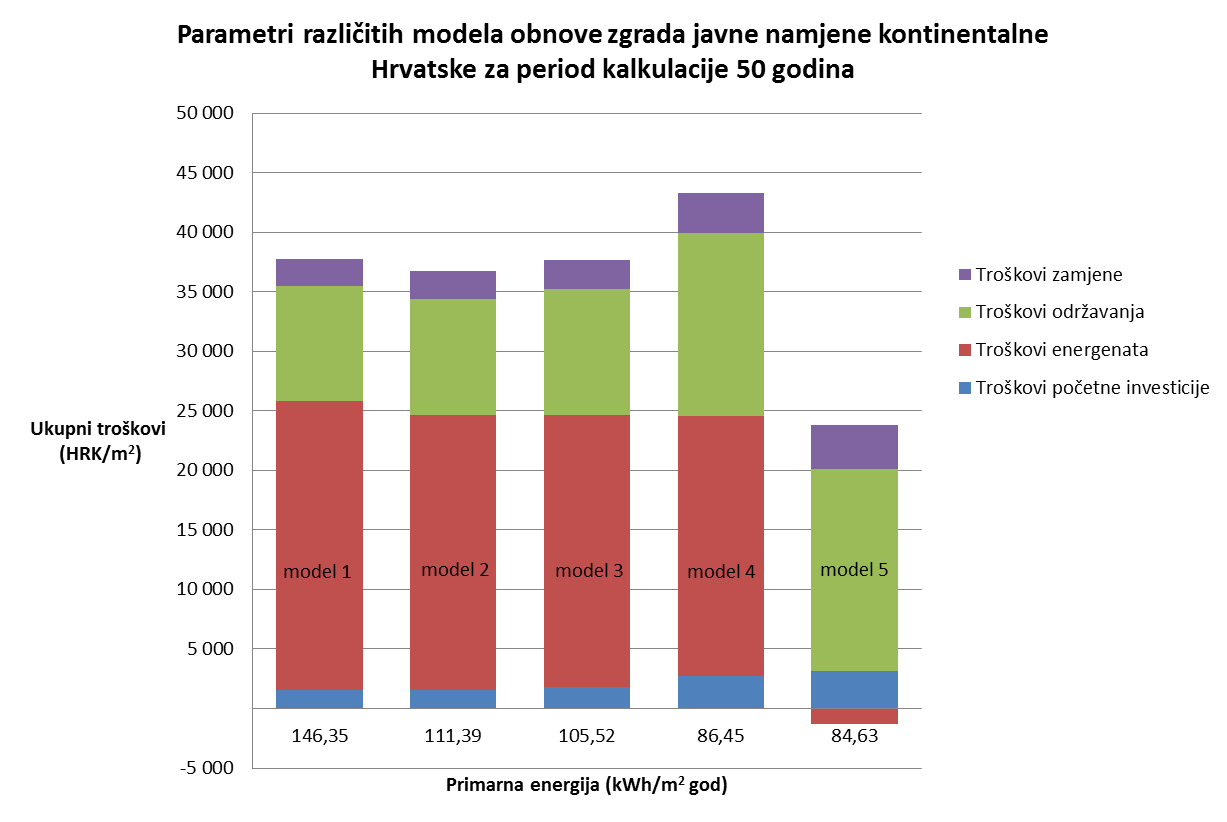 Parametri različitih modela obnove zgrada javne namjene kontinentalne
Hrvatske za period kalkulacije 50 godina
50 000
45 000
40 000
35 000
30 000
25 000
20 000
15 000
10 000
5 000
-5 000
Ukupni troškovi
(HRK/m²)
model 1
model 2
model 3
model 4
model 5
146,35
111,39
105,52
86,45
84,63
Primarna energija (kWh/m² god)
Troškovi zamjene
Troškovi održavanja
Troškovi energenata
Troškovi početne investicije